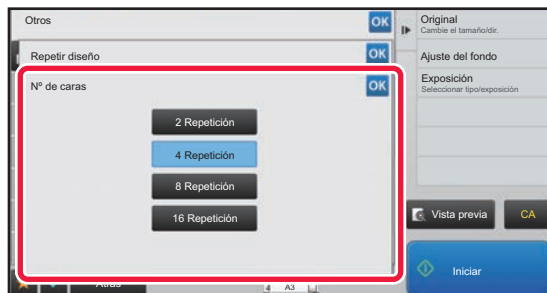 Otros
OK
Original
Cambie el tamaño/dir.
Repetir diseño
OK
Ajuste del fondo
Nº de caras
OK
Exposición
Seleccionar tipo/exposición
2 Repetición
4 Repetición
8 Repetición
16 Repetición
Vista previa
CA
Iniciar
Atrás
A3